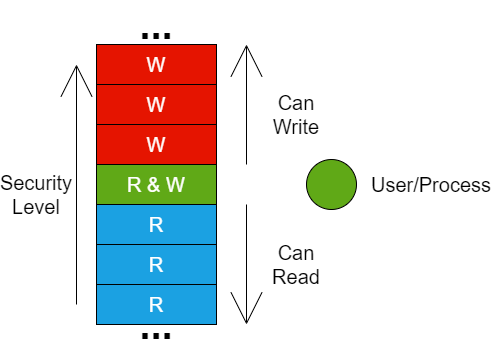 ...
W
W
W
R & W
R
R
R
...
Security
Level
Can
Write
Can
Read
User/Process